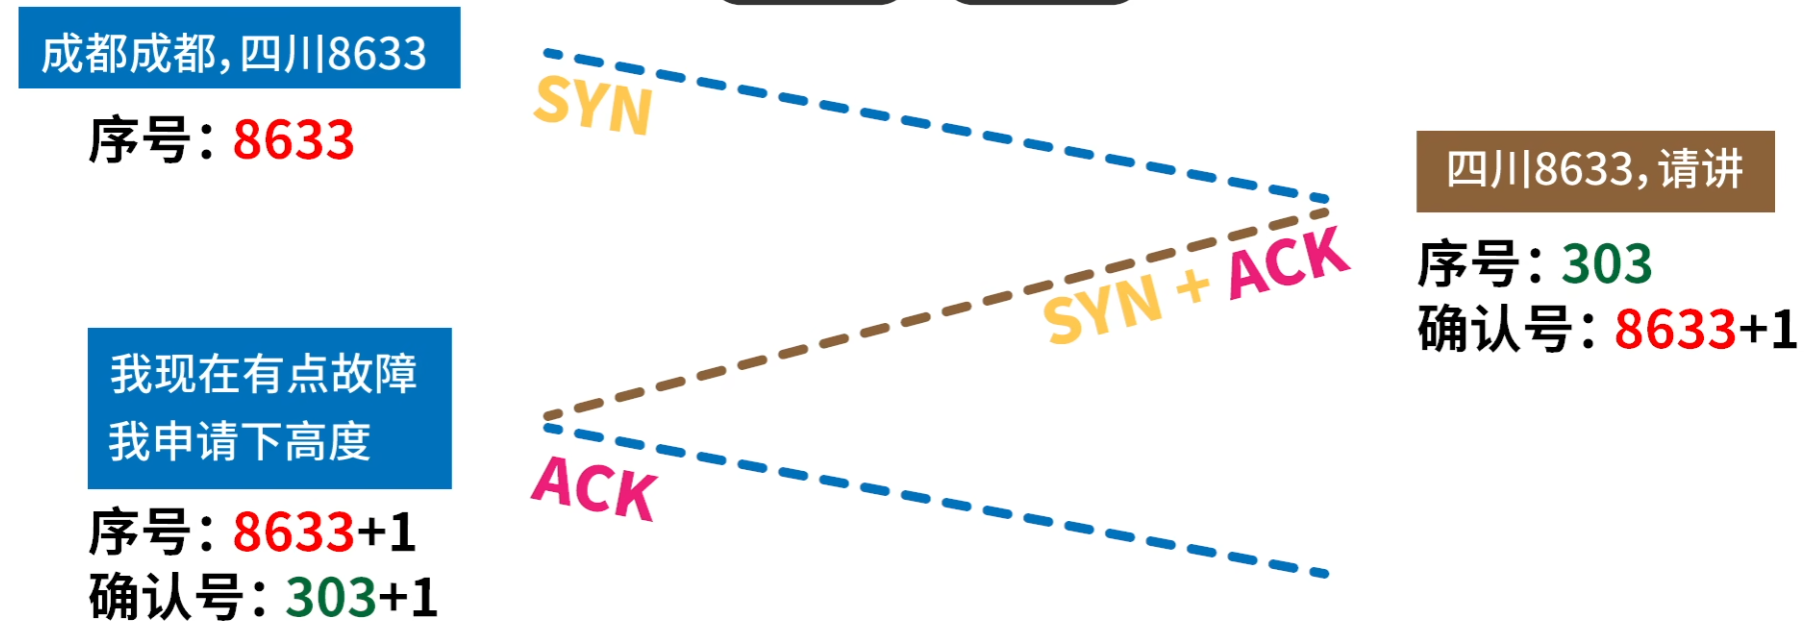 成都成都,四川8633
序号：8633
SYN
四川8633,请讲
序号：303
确认号：8633+1
SYN + ACK
我现在有点故障
我申请下高度
序号：8633+1
确认号：303+1
ACK